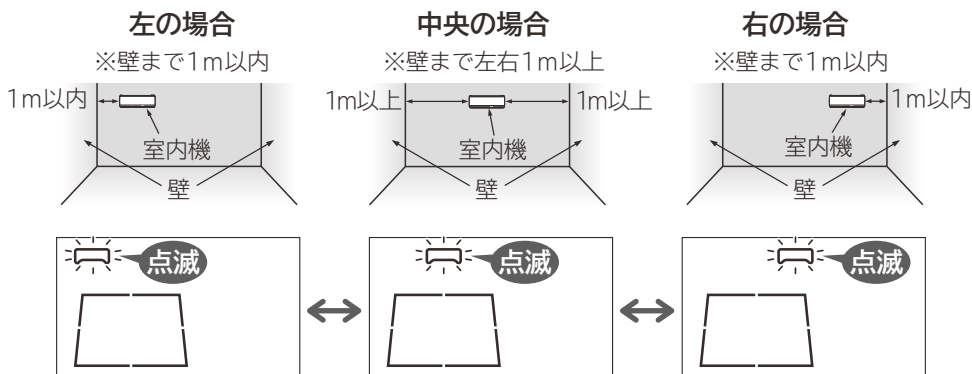 左の場合
※壁まで1m以内
1m以内
室内機
壁
点滅
中央の場合
※壁まで左右1m以上
1m以上
1m以上
室内機
壁
点滅
右の場合
※壁まで1m以内
1m以内
室内機
壁
点滅